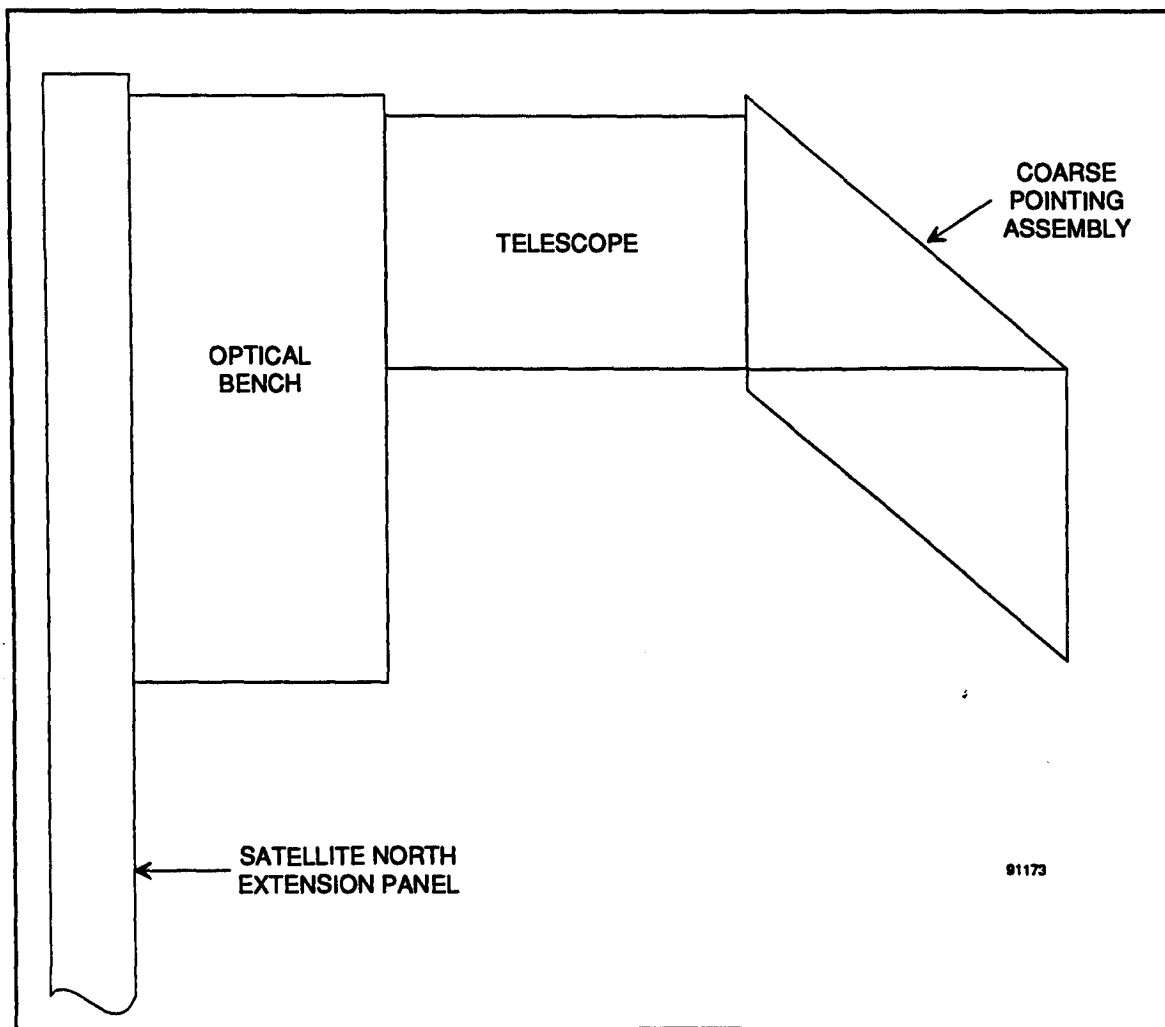 COARSE
POINTING
ASSEMBLY
TELESCOPE
OPTICAL
BENCH
SATELLITE NORTH
EXTENSION PANEL
91173